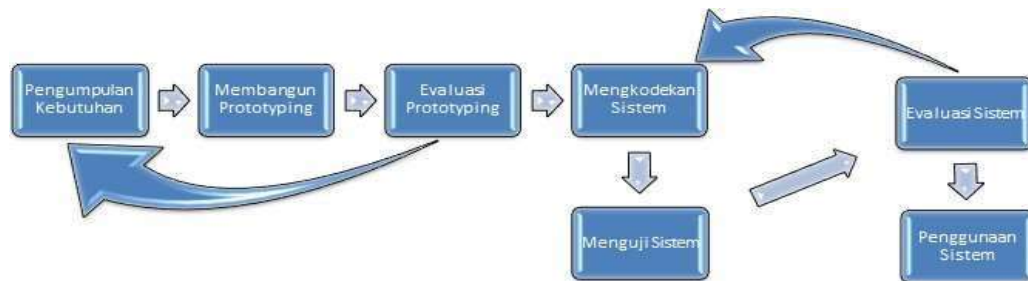 Pengumpulan
Kebutuhan
Membangun
Prototyping
Evaluasi
Prototyping
Mengkodekan
Sistem
Menguji Sistem
Evaluasi Sistem
Penggunaan
Sistem